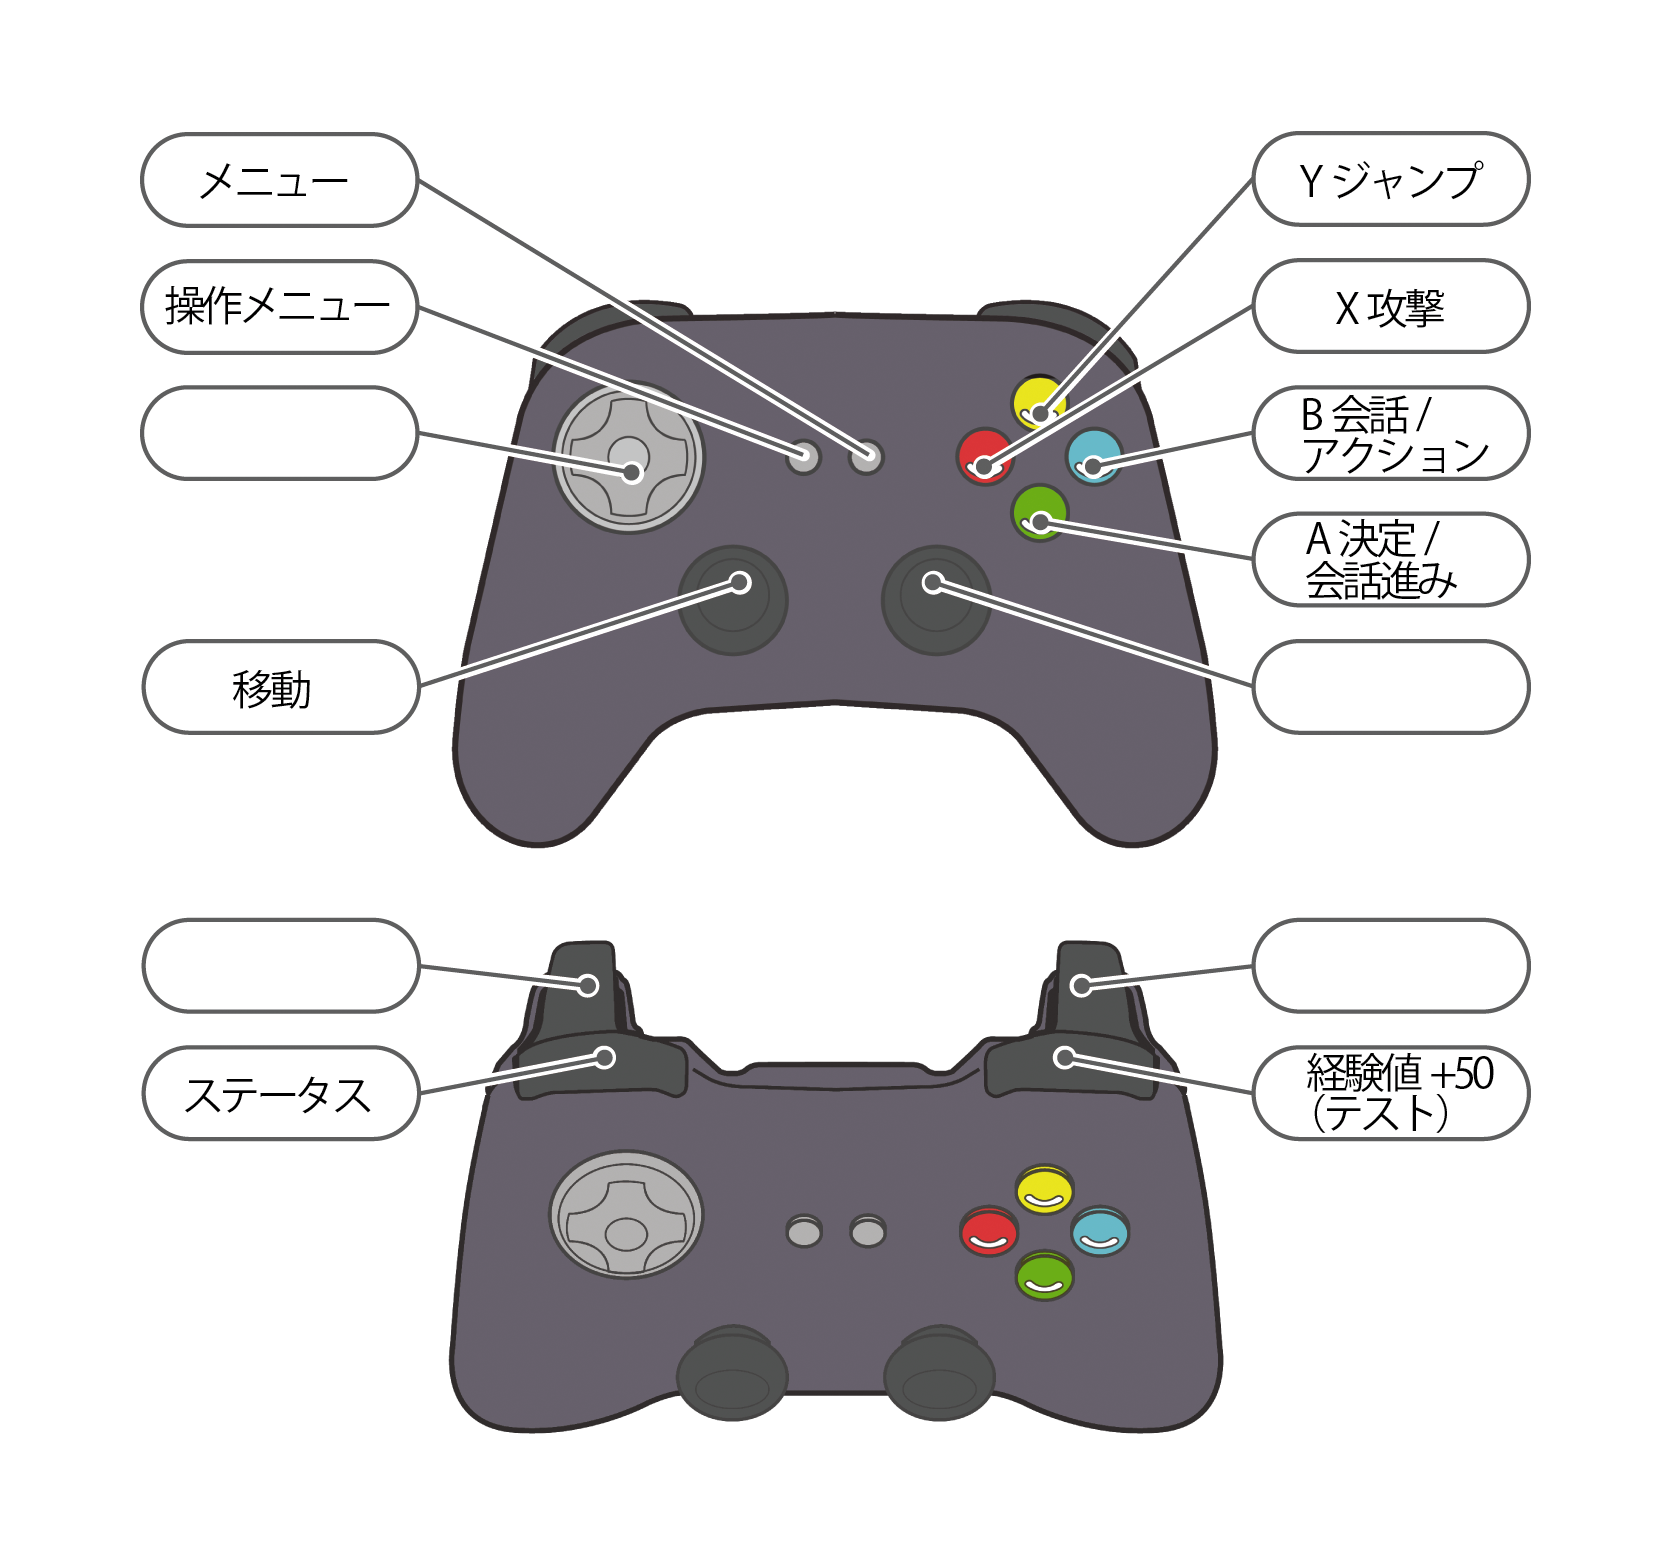 メニュー
操作メニュー
移動
Y ジャンプ
X 攻撃
B 会話 /
アクション
A 決定 /
会話進み
ステータス
経験値 +50
(テスト)